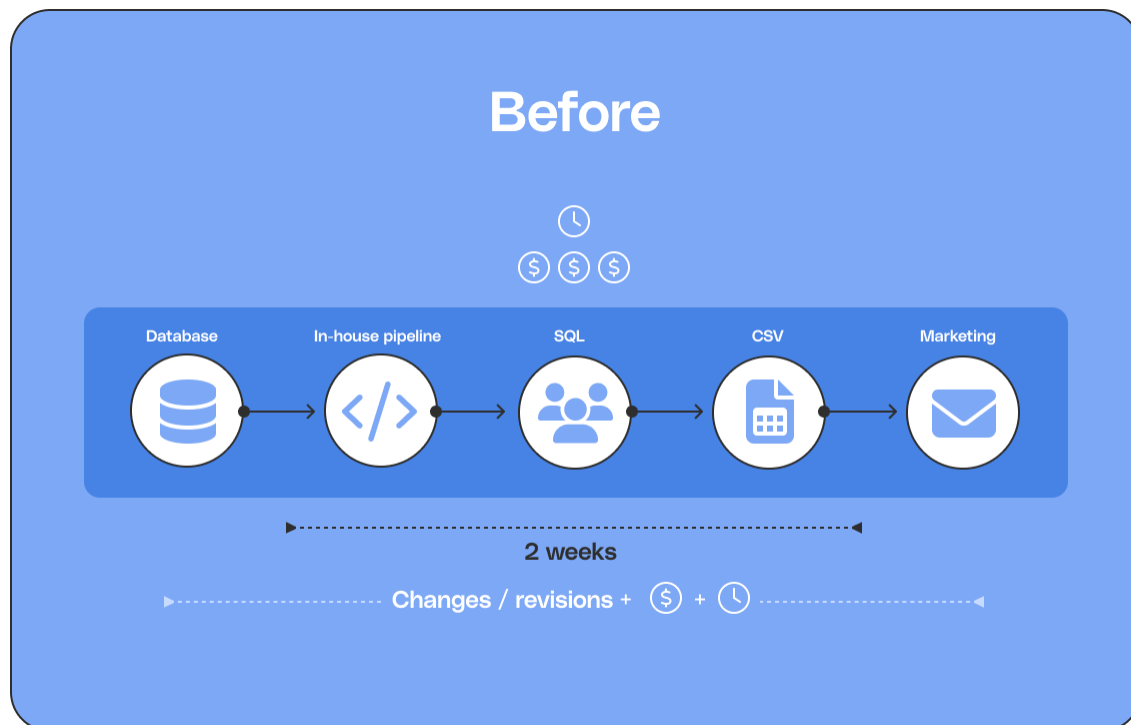 Before
$ $ $
Database
In-house pipeline
SQL
CSV
Marketing
</>
2 weeks
Changes / revisions + $ +